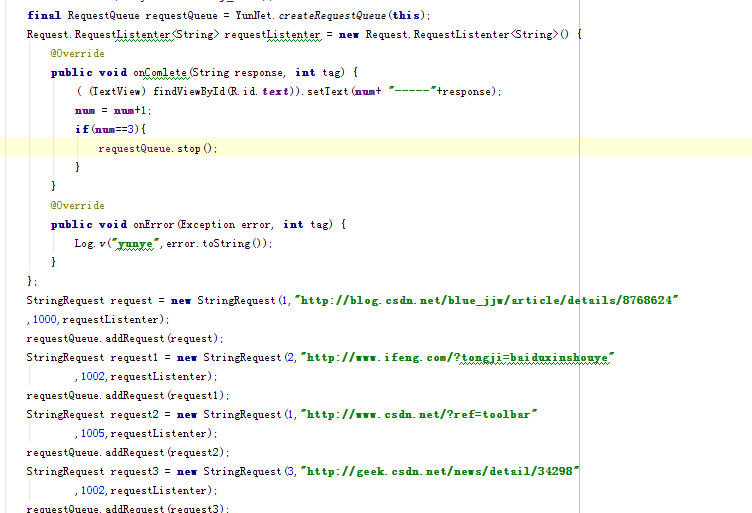 final RequestQueue requestQueue = YunNet.createRequestQueue(this);
Request.RequestListenter<String> requestListenter = new Request.RequestListenter<String>() {
@Override
public void onComlete(String response, int tag) {
( (TextView) findViewById(R.id.text)).setText(num+ "-----"+response);
num = num+1;
if(num==3){
requestQueue.stop();
}
}
@Override
public void onError(Exception error, int tag) {
Log.v("yunye",error.toString());
}
};
StringRequest request = new StringRequest(1,"http://blog.csdn.net/blue_jjw/article/details/8768624"
,1000,requestListenter);
requestQueue.addRequest(request);
StringRequest request1 = new StringRequest(2,"http://www.ifeng.com/?tongji=baiduxinshouye"
,1002,requestListenter);
requestQueue.addRequest(request1);
StringRequest request2 = new StringRequest(1,"http://www.csdn.net/?ref=toolbar"
,1005,requestListenter);
requestQueue.addRequest(request2);
StringRequest request3 = new StringRequest(3,"http://geek.csdn.net/news/detail/34298"
,1002,requestListenter);
requestQueue.addRequest(request3);